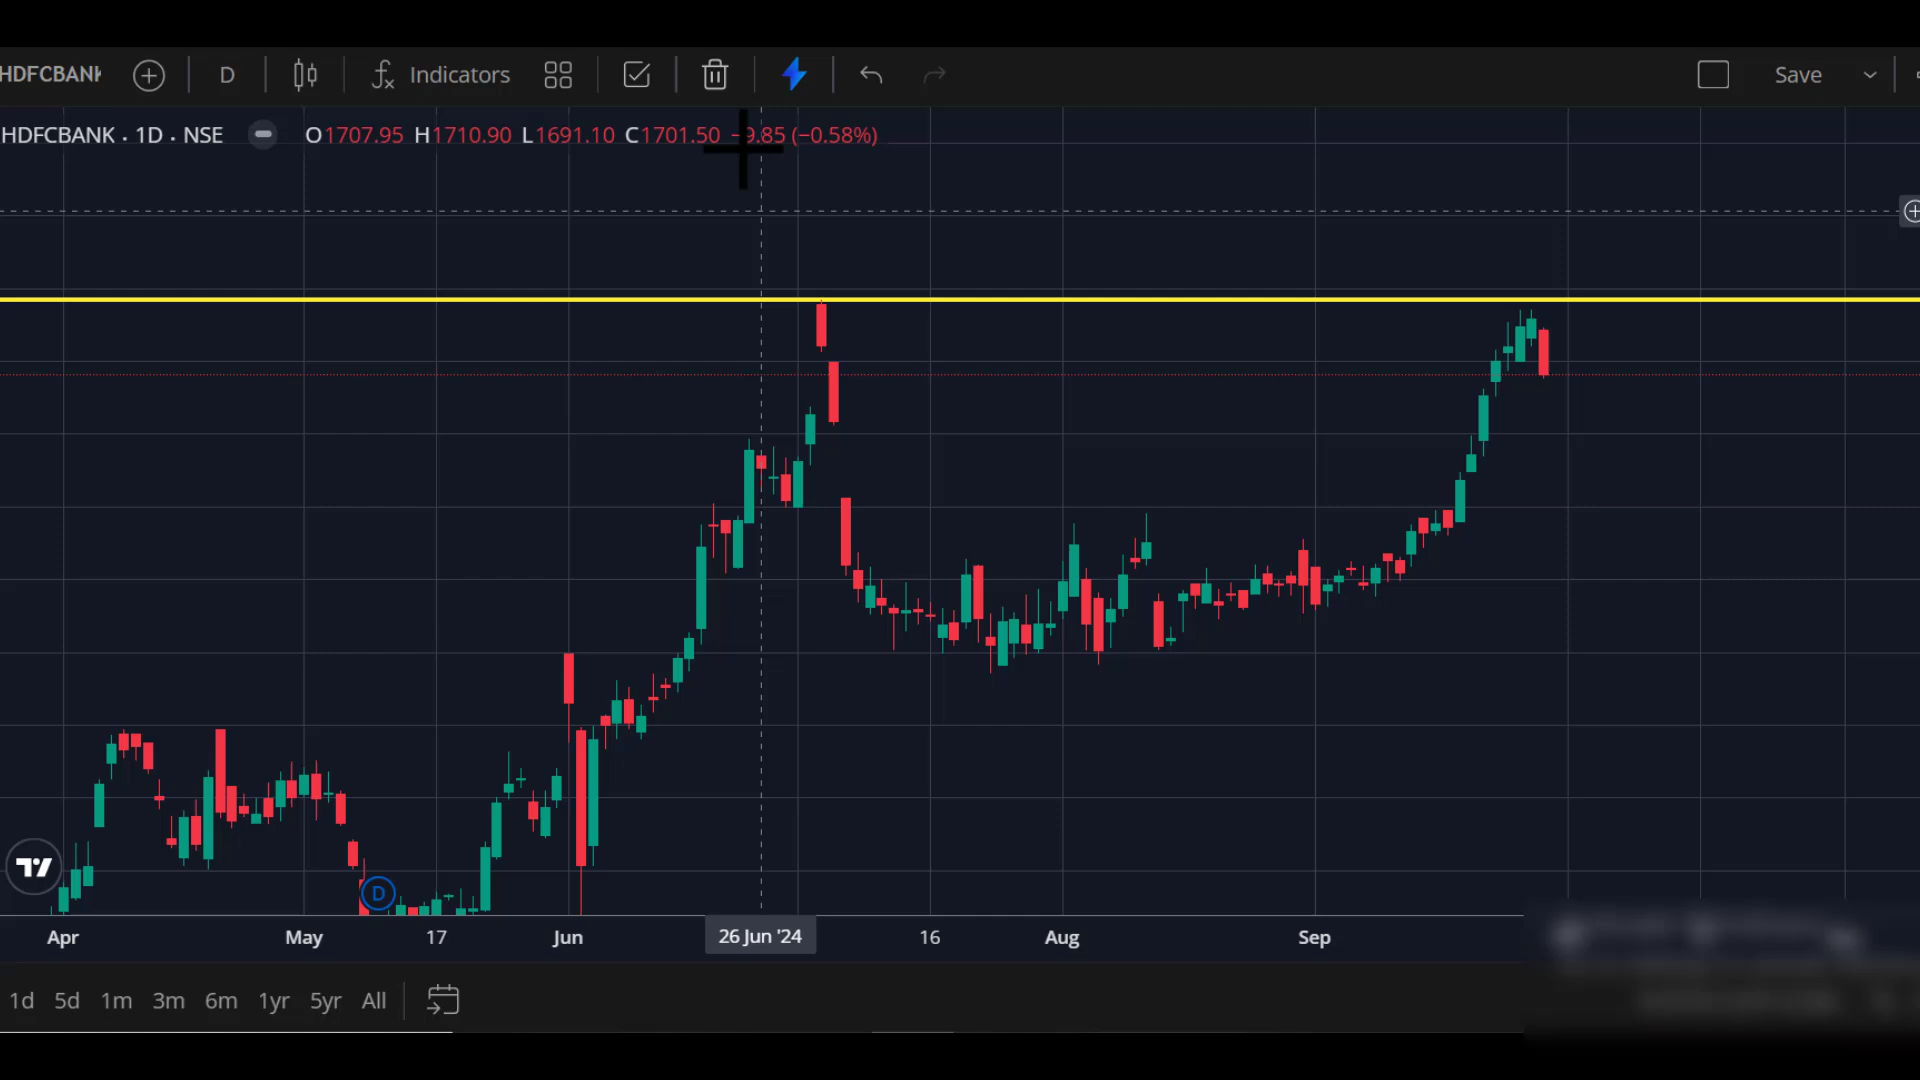 HDFCBANK D Indicators Save
HDFCBANK · 1D · NSE O1707.95 H1710.90 L1691.10 C1701.50 −9.85 (−0.58%)
D
Apr May 17 Jun 26 Jun '24 16 Aug Sep
1d 5d 1m 3m 6m 1yr 5yr All